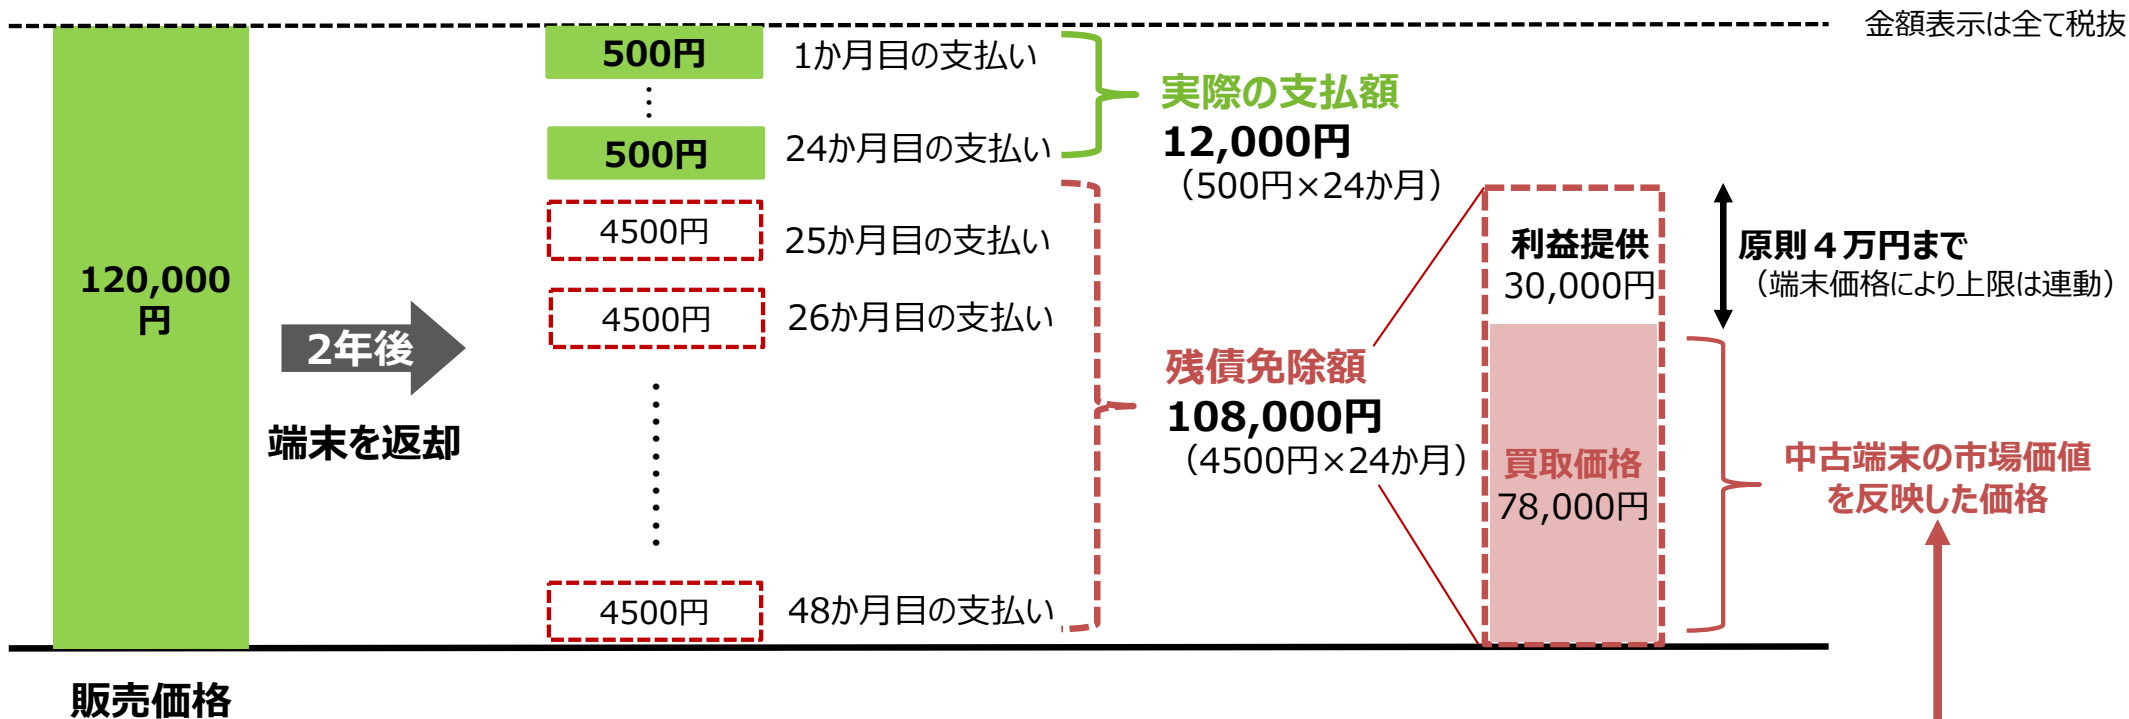 金額表示は全て税抜
120,000
円
販売価格
2年後
端末を返却
500円
1か月目の支払い
500円
24か月目の支払い
4500円
25か月目の支払い
4500円
26か月目の支払い
4500円
48か月目の支払い
実際の支払額
12,000円
（500円×24か月）
残債免除額
108,000円
（4500円×24か月）
利益提供
30,000円
買取価格
78,000円
原則４万円まで
（端末価格により上限は連動）
中古端末の市場価値
を反映した価格